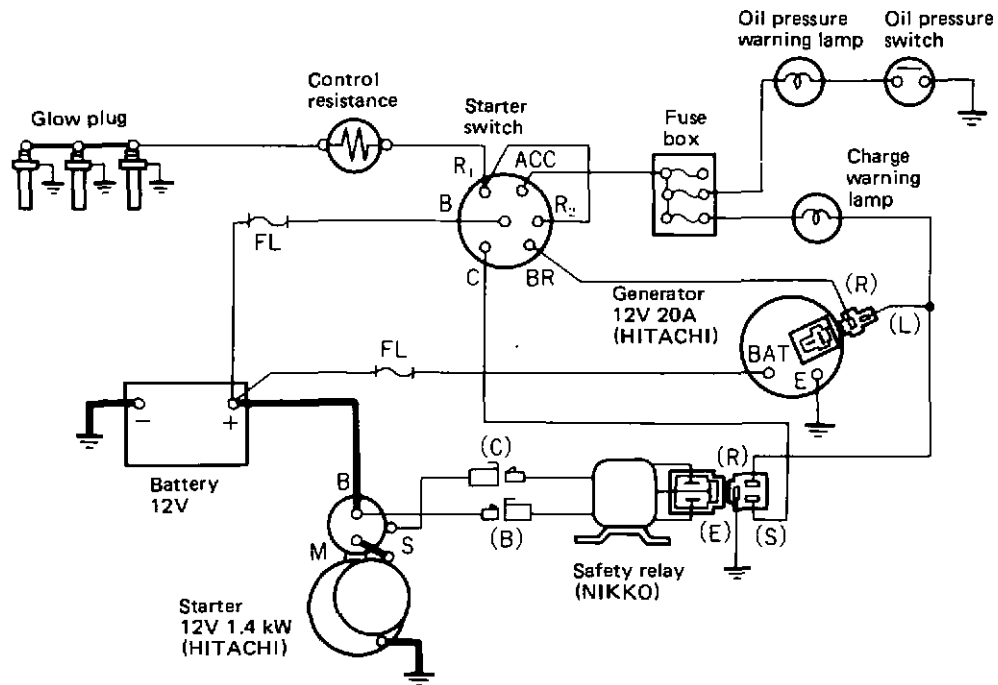 Oil pressure
warning lamp
Oil pressure
switch
Control
resistance
Starter
switch
Fuse
box
Charge
warning
lamp
Glow plug
R₁
ACC
B
R₂
FL
C
BR
Generator
12V 20A
(HITACHI)
(R)
(L)
FL
BAT
E
−
+
Battery
12V
(C)
(R)
B
(B)
(E)
(S)
M
S
Safety relay
(NIKKO)
Starter
12V 1.4 kW
(HITACHI)